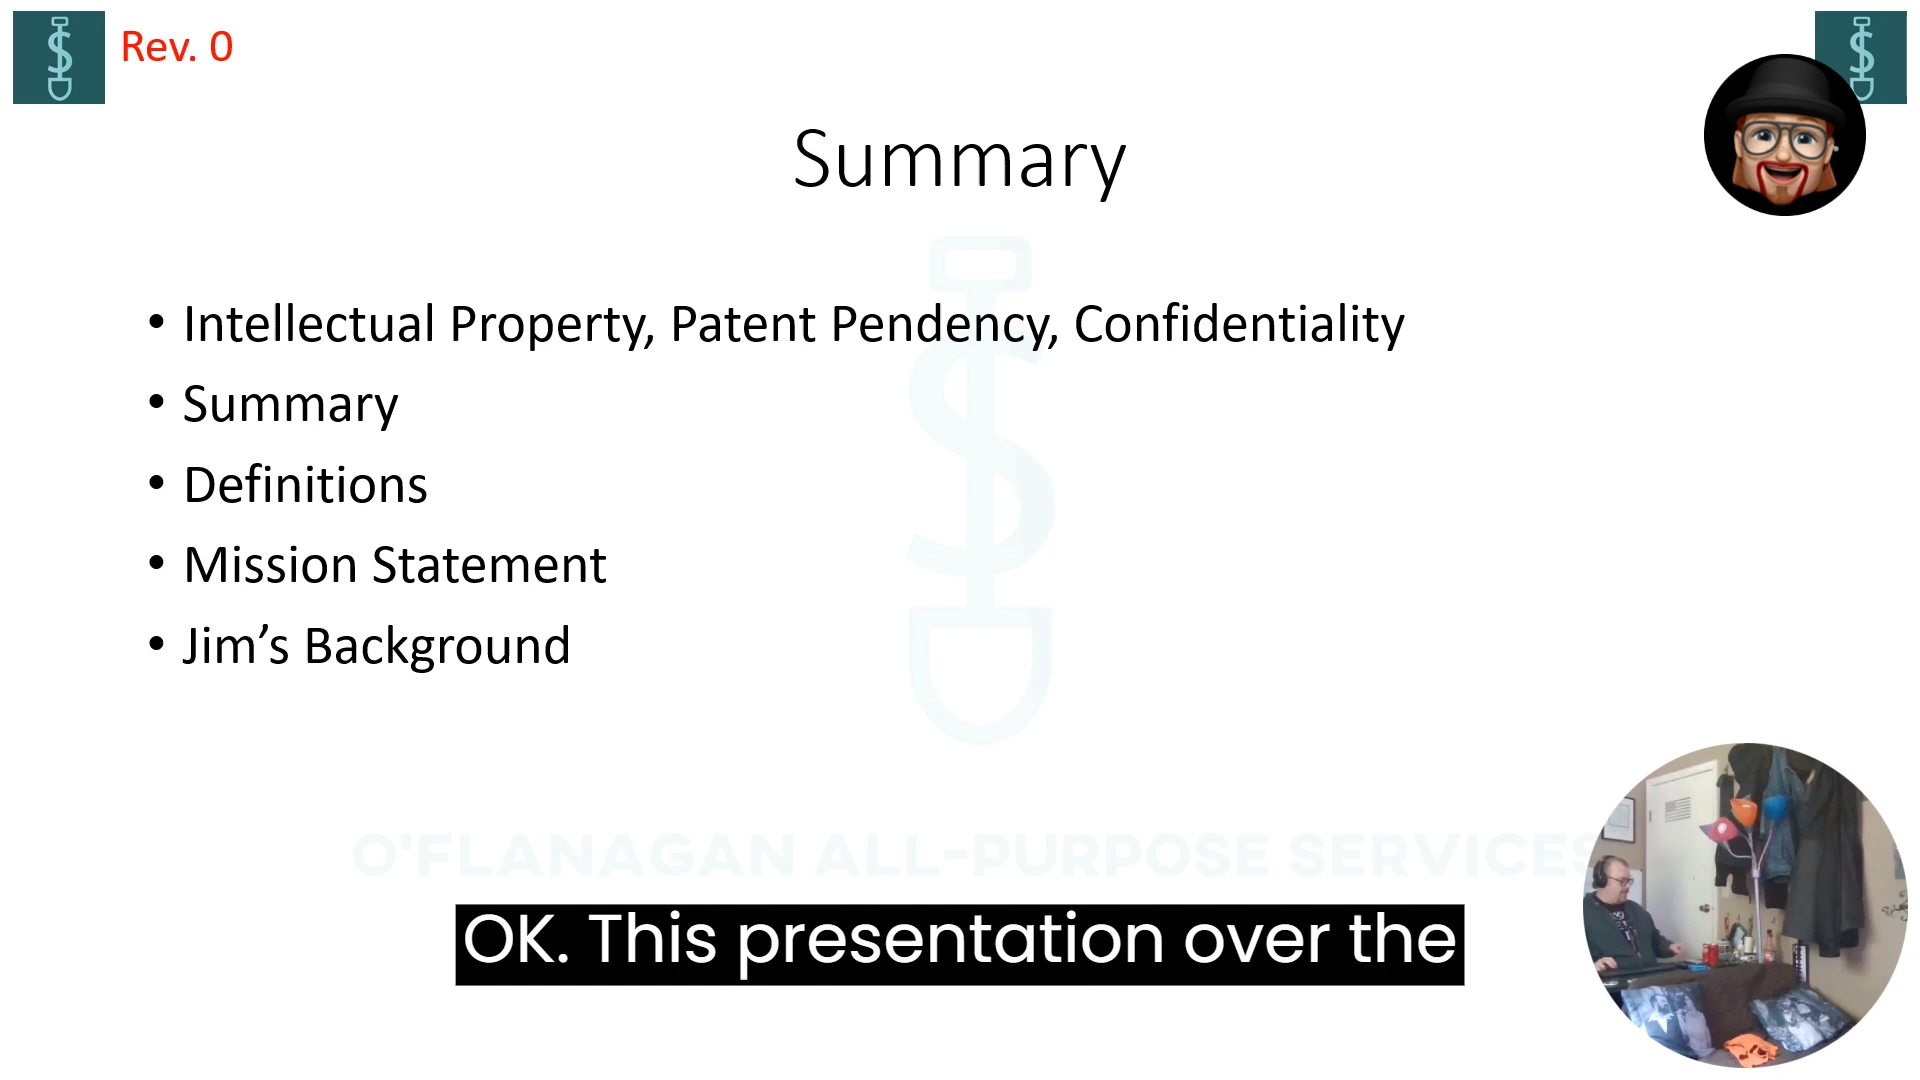 Rev. 0
Summary
• Intellectual Property, Patent Pendency, Confidentiality
• Summary
• Definitions
• Mission Statement
• Jim’s Background
O'FLANAGAN ALL-PURPOSE SERVICES
OK. This presentation over the